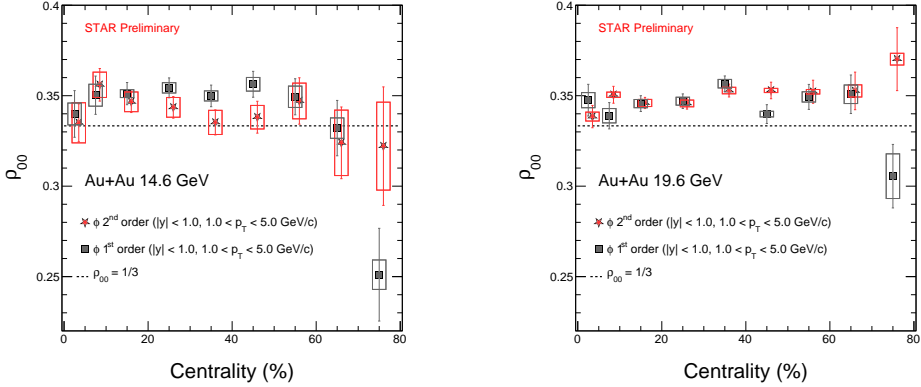 0.4
0.35
0.3
0.25
ρ00
STAR Preliminary
Au+Au 14.6 GeV
ϕ 2nd order (|y| < 1.0, 1.0 < pT < 5.0 GeV/c)
ϕ 1st order (|y| < 1.0, 1.0 < pT < 5.0 GeV/c)
ρ00 = 1/3
0 20 40 60 80
Centrality (%)
0.4
0.35
0.3
0.25
ρ00
STAR Preliminary
Au+Au 19.6 GeV
ϕ 2nd order (|y| < 1.0, 1.0 < pT < 5.0 GeV/c)
ϕ 1st order (|y| < 1.0, 1.0 < pT < 5.0 GeV/c)
ρ00 = 1/3
0 20 40 60 80
Centrality (%)